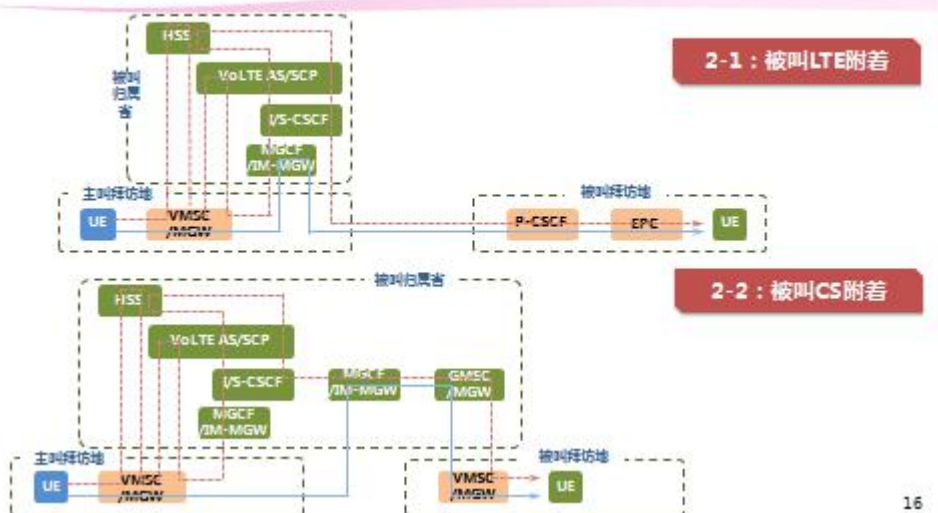 HSS
2-1：被叫LTE附着
VoLTE AS/SCP
被叫
归属
省
I/S-CSCF
MGCF
/IM-MGW
主叫拜访地
被叫拜访地
UE
VMSC
/MGW
P-CSCF
EPC
UE
被叫归属省
2-2：被叫CS附着
HSS
VoLTE AS/SCP
I/S-CSCF
MGCF
/IM-MGW
GMSC
/MGW
MGCF
/IM-MGW
主叫拜访地
被叫拜访地
UE
VMSC
/MGW
VMSC
/MGW
UE
16